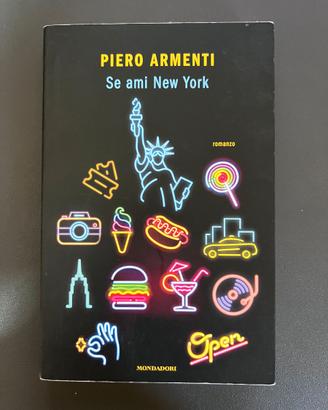 PIERO ARMENTI
Se ami New York
romanzo
Open
MONDADORI